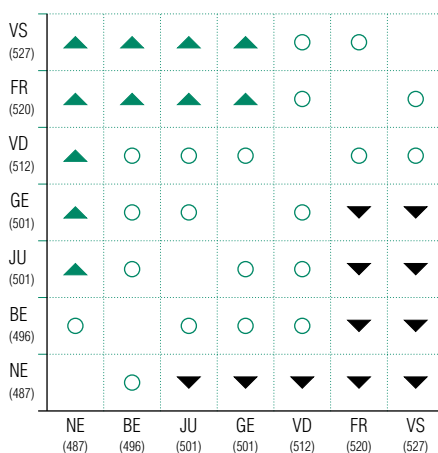 VS
(527)
FR
(520)
VD
(512)
GE
(501)
JU
(501)
BE
(496)
NE
(487)
NE BE JU GE VD FR VS
(487) (496) (501) (501) (512) (520) (527)